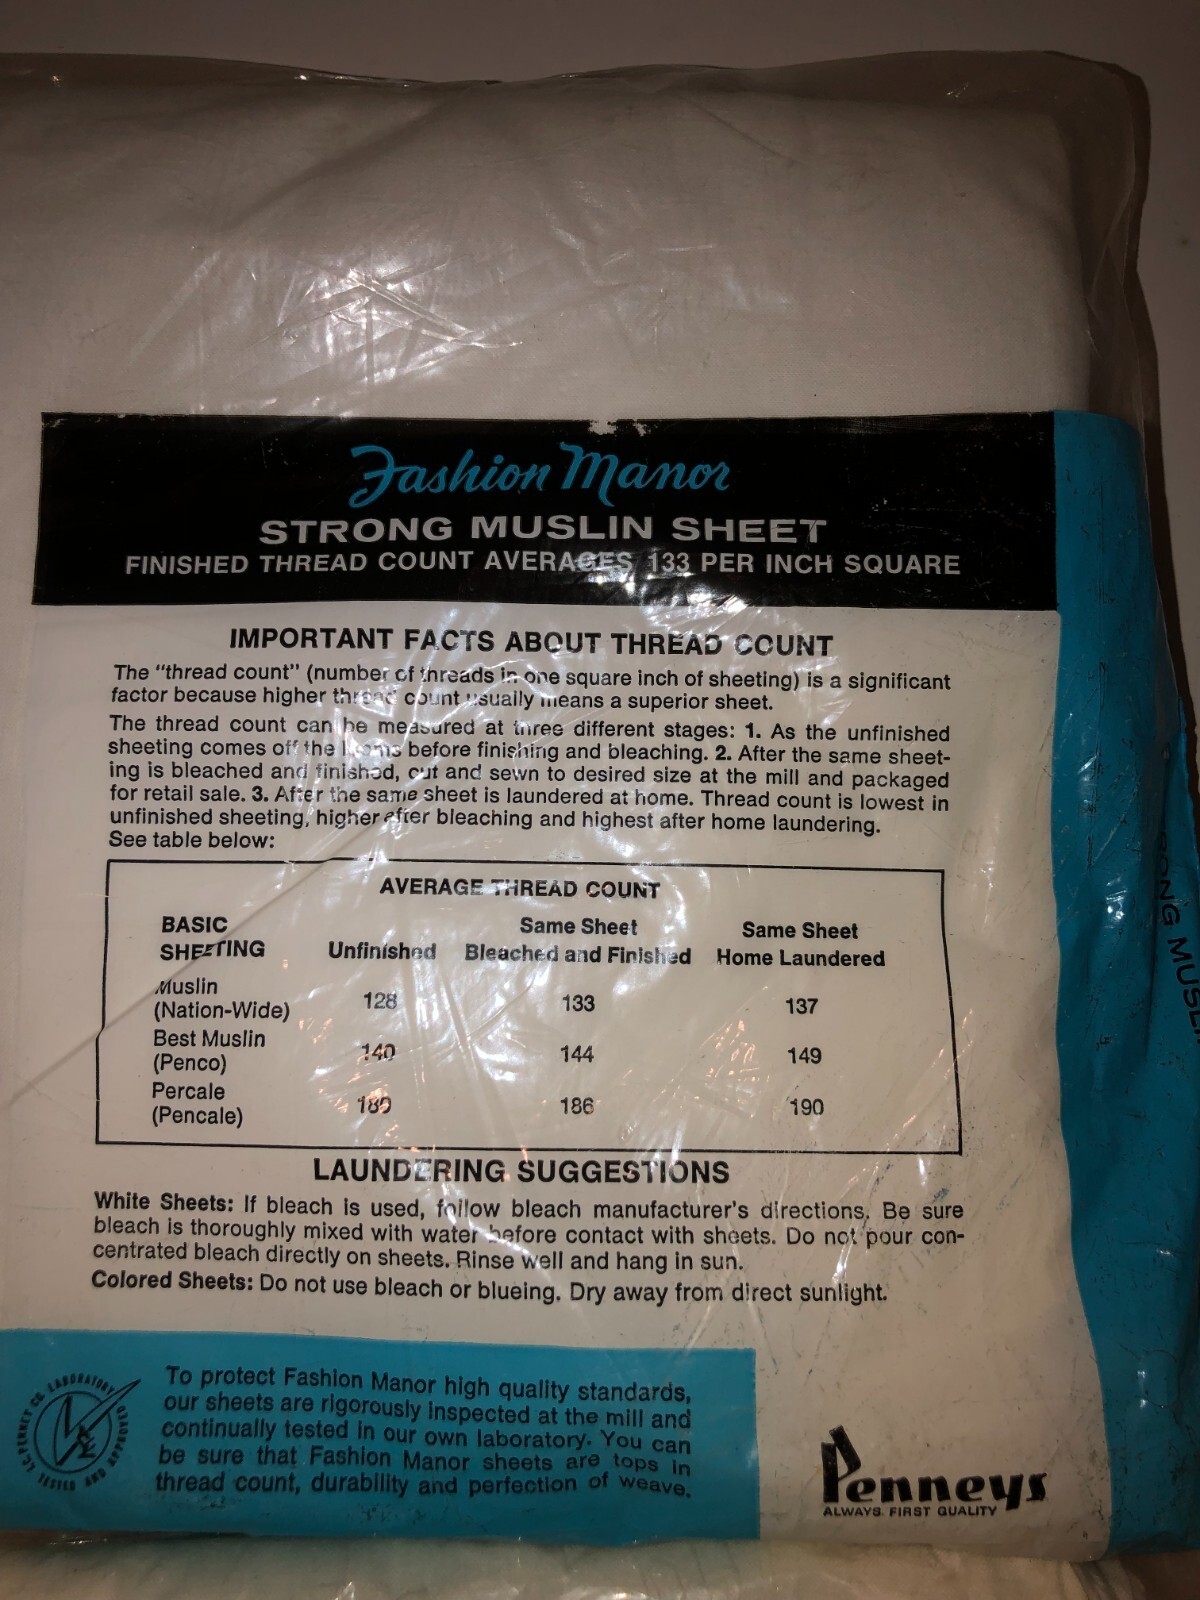 Fashion Manor
STRONG MUSLIN SHEET
FINISHED THREAD COUNT AVERAGES 133 PER INCH SQUARE
IMPORTANT FACTS ABOUT THREAD COUNT
The "thread count" (number of threads in one square inch of sheeting) is a significant
factor because higher thread count usually means a superior sheet.
The thread count can be measured at three different stages: 1. As the unfinished
sheeting comes off the looms before finishing and bleaching. 2. After the same sheet-
ing is bleached and finished, cut and sewn to desired size at the mill and packaged
for retail sale. 3. After the same sheet is laundered at home. Thread count is lowest in
unfinished sheeting, higher after bleaching and highest after home laundering.
See table below:
AVERAGE THREAD COUNT
BASIC
SHEETING
Unfinished
Same Sheet
Bleached and Finished
Same Sheet
Home Laundered
Muslin
(Nation-Wide)
128
133
137
Best Muslin
(Penco)
140
144
149
Percale
(Pencale)
180
186
190
LAUNDERING SUGGESTIONS
White Sheets: If bleach is used, follow bleach manufacturer's directions. Be sure
bleach is thoroughly mixed with water before contact with sheets. Do not pour con-
centrated bleach directly on sheets. Rinse well and hang in sun.
Colored Sheets: Do not use bleach or blueing. Dry away from direct sunlight.
J.C. PENNEY CO. LABORATORY
TESTED AND APPROVED
To protect Fashion Manor high quality standards,
our sheets are rigorously inspected at the mill and
continually tested in our own laboratory. You can
be sure that Fashion Manor sheets are tops in
thread count, durability and perfection of weave.
Penneys
ALWAYS FIRST QUALITY